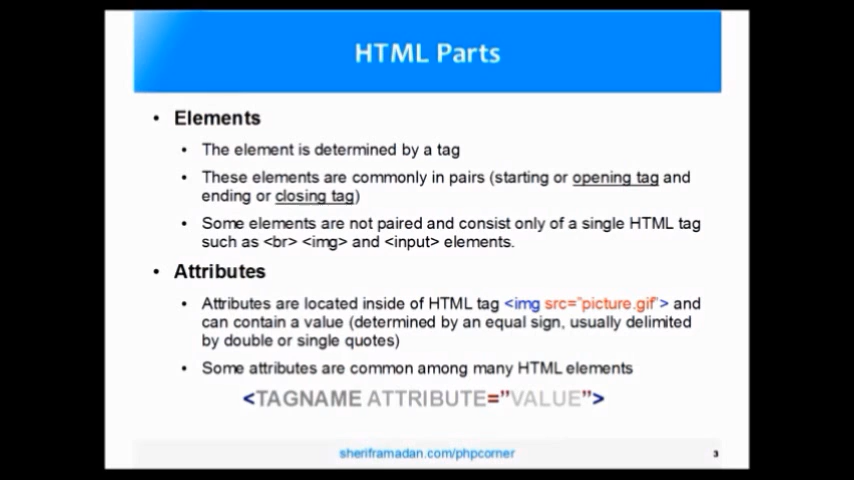 HTML Parts
• Elements
• The element is determined by a tag
• These elements are commonly in pairs (starting or opening tag and
ending or closing tag)
• Some elements are not paired and consist only of a single HTML tag
such as <br> <img> and <input> elements.
• Attributes
• Attributes are located inside of HTML tag <img src=”picture.gif”> and
can contain a value (determined by an equal sign, usually delimited
by double or single quotes)
• Some attributes are common among many HTML elements
<TAGNAME ATTRIBUTE=”VALUE”>
sheriframadan.com/phpcorner
3